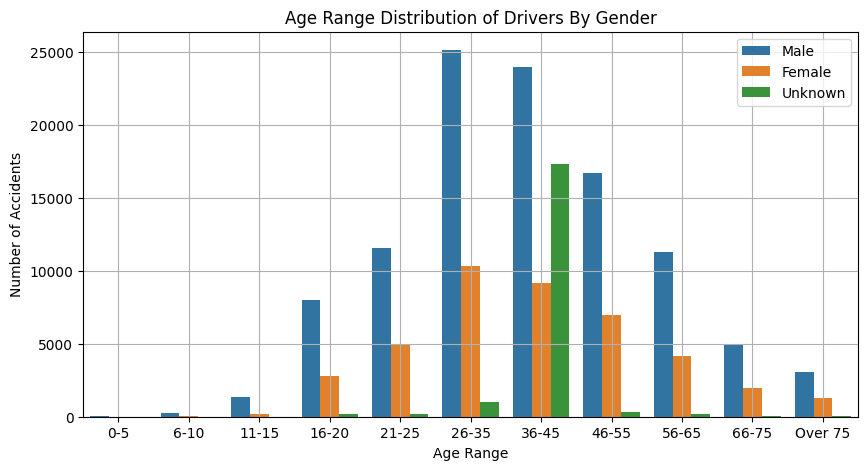 Age Range Distribution of Drivers By Gender
Male
Female
Unknown
25000
20000
15000
10000
5000
0
Number of Accidents
0-5 6-10 11-15 16-20 21-25 26-35 36-45 46-55 56-65 66-75 Over 75
Age Range